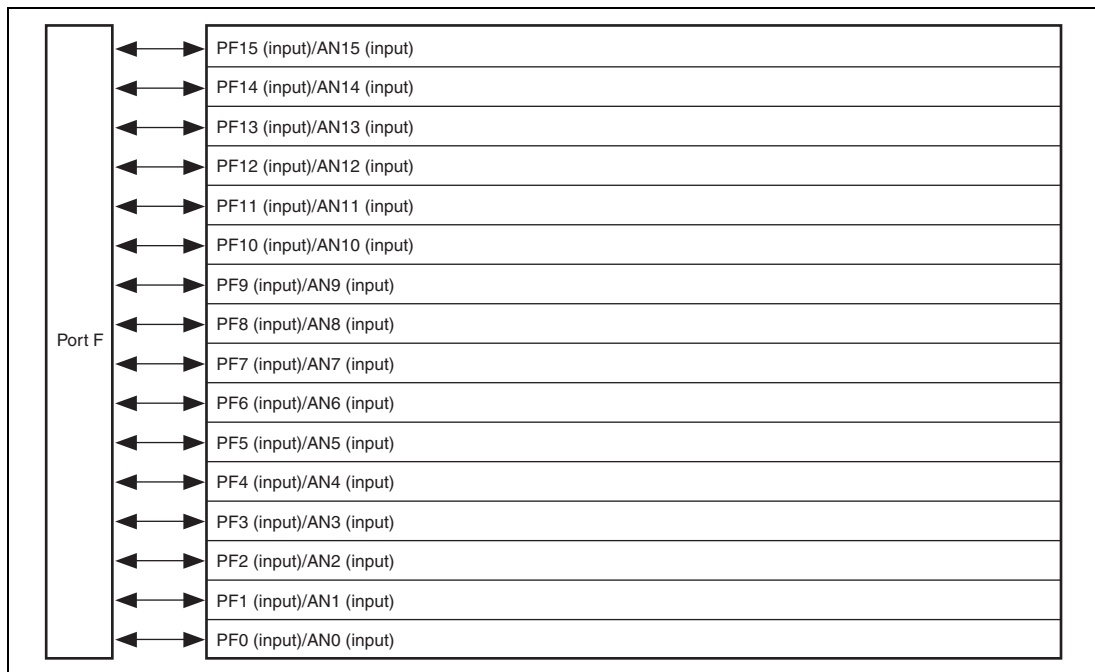 PF15 (input)/AN15 (input)
PF14 (input)/AN14 (input)
PF13 (input)/AN13 (input)
PF12 (input)/AN12 (input)
PF11 (input)/AN11 (input)
PF10 (input)/AN10 (input)
PF9 (input)/AN9 (input)
PF8 (input)/AN8 (input)
Port F
PF7 (input)/AN7 (input)
PF6 (input)/AN6 (input)
PF5 (input)/AN5 (input)
PF4 (input)/AN4 (input)
PF3 (input)/AN3 (input)
PF2 (input)/AN2 (input)
PF1 (input)/AN1 (input)
PF0 (input)/AN0 (input)